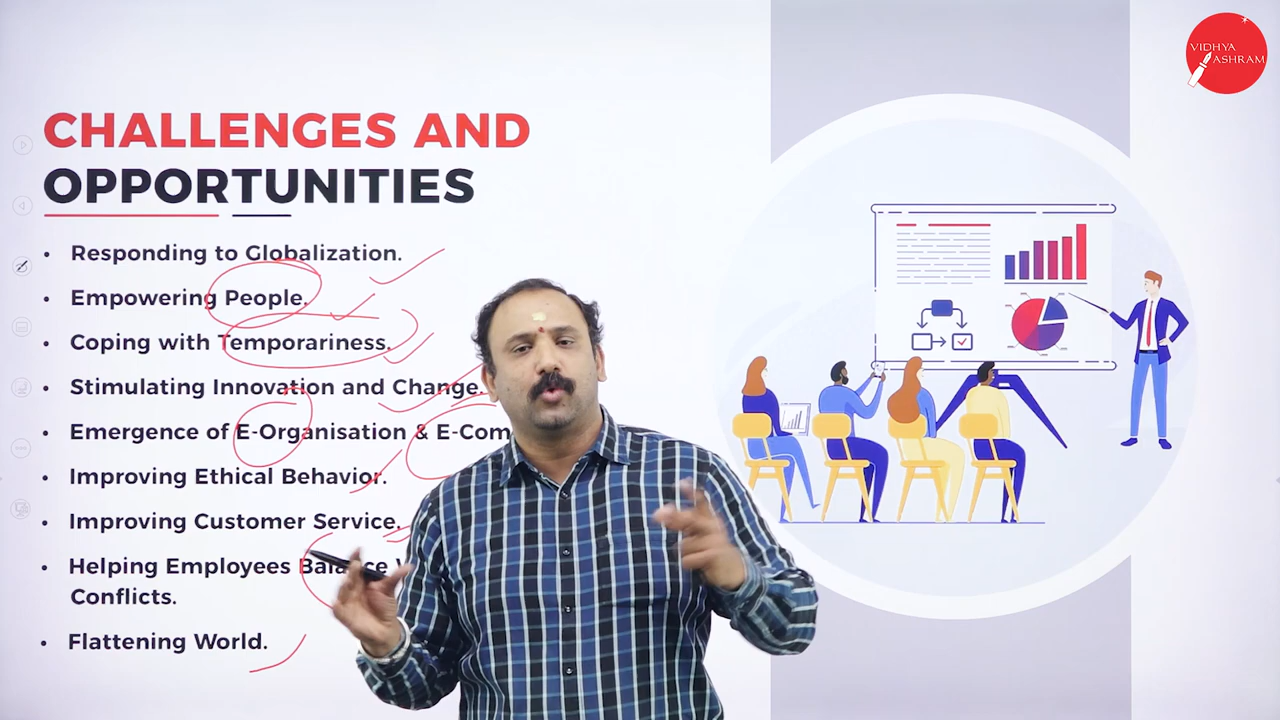 VIDHYA
ASHRAM
CHALLENGES AND
OPPORTUNITIES
• Responding to Globalization.
• Empowering People.
• Coping with Temporariness.
• Stimulating Innovation and Change.
• Emergence of E-Organisation & E-Com
• Improving Ethical Behavior.
• Improving Customer Service.
• Helping Employees Balance
Conflicts.
• Flattening World.